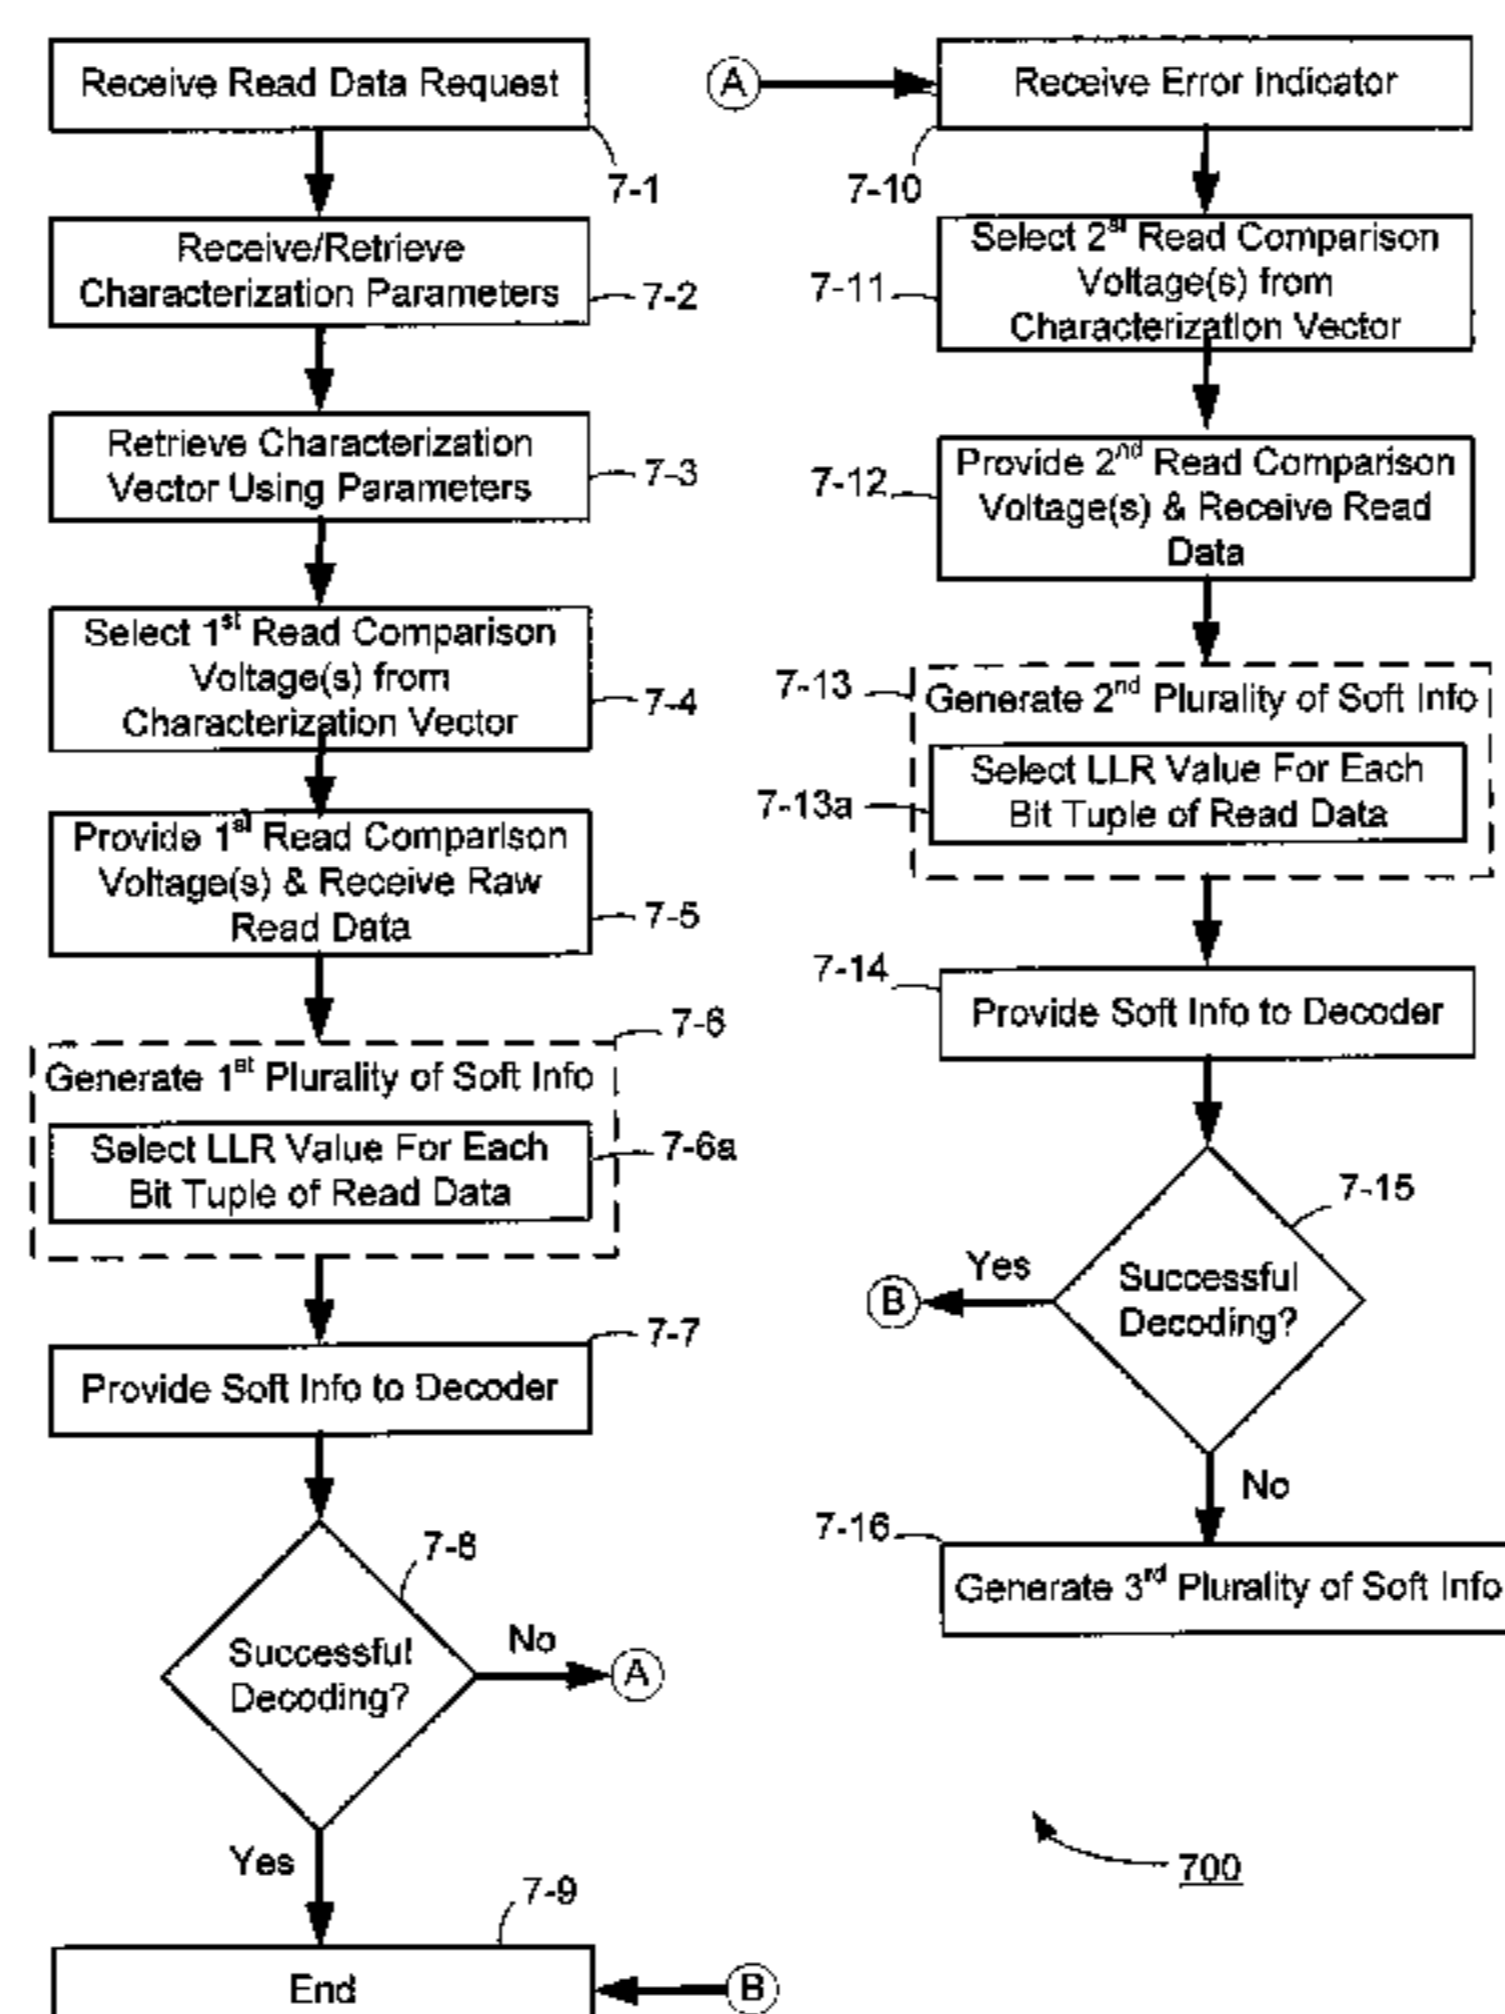 Receive Read Data Request
7-1
Receive/Retrieve
Characterization Parameters
7-2
Retrieve Characterization
Vector Using Parameters
7-3
Select 1st Read Comparison
Voltage(s) from
Characterization Vector
7-4
Provide 1st Read Comparison
Voltage(s) & Receive Raw
Read Data
7-5
7-6
Generate 1st Plurality of Soft Info
Select LLR Value For Each
Bit Tuple of Read Data
7-6a
7-7
Provide Soft Info to Decoder
7-8
Successful
Decoding?
No
A
Yes
7-9
End
B
A
Receive Error Indicator
7-10
Select 2st Read Comparison
Voltage(s) from
Characterization Vector
7-11
Provide 2nd Read Comparison
Voltage(s) & Receive Read
Data
7-12
7-13
Generate 2nd Plurality of Soft Info
Select LLR Value For Each
Bit Tuple of Read Data
7-13a
7-14
Provide Soft Info to Decoder
7-15
Successful
Decoding?
Yes
B
No
7-16
Generate 3rd Plurality of Soft Info
700